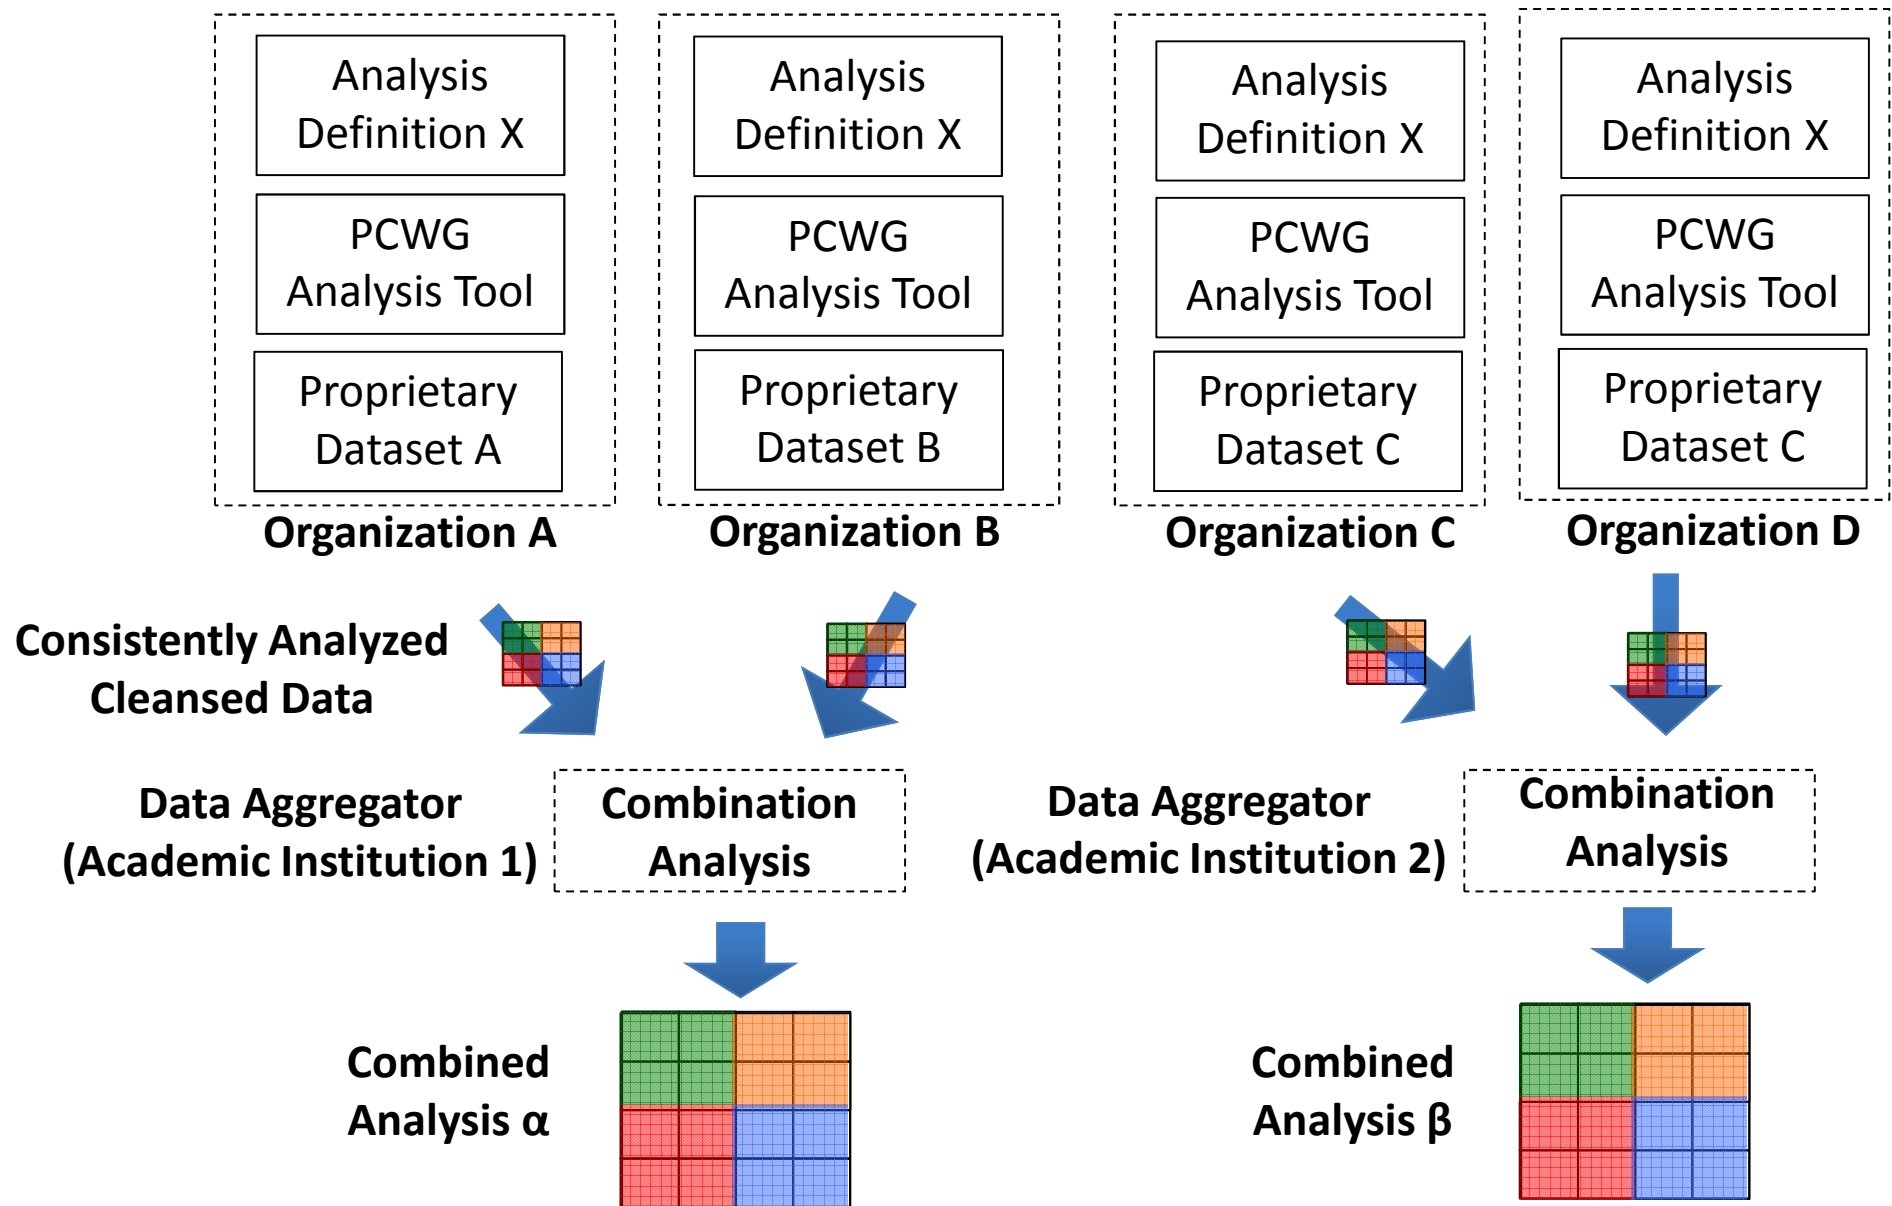 Analysis
Definition X
PCWG
Analysis Tool
Proprietary
Dataset A
Organization A
Analysis
Definition X
PCWG
Analysis Tool
Proprietary
Dataset B
Organization B
Analysis
Definition X
PCWG
Analysis Tool
Proprietary
Dataset C
Organization C
Analysis
Definition X
PCWG
Analysis Tool
Proprietary
Dataset C
Organization D
Consistently Analyzed
Cleansed Data
Data Aggregator
(Academic Institution 1)
Combination
Analysis
Data Aggregator
(Academic Institution 2)
Combination
Analysis
Combined
Analysis α
Combined
Analysis β